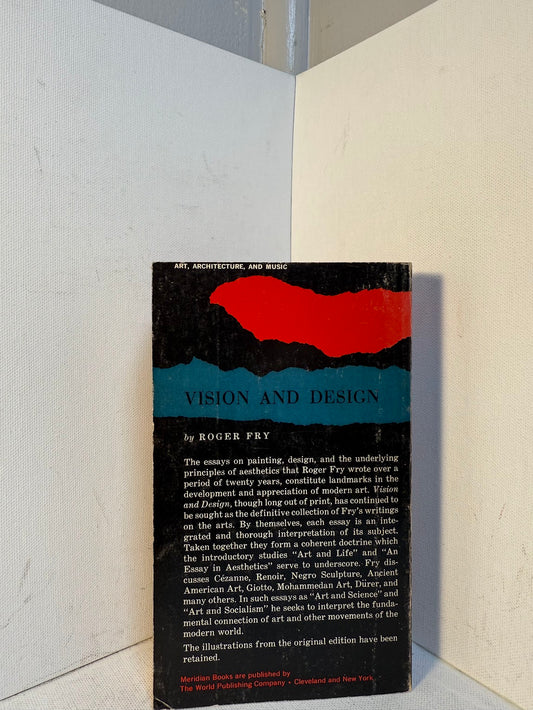 ART, ARCHITECTURE, AND MUSIC
VISION AND DESIGN
by ROGER FRY
The essays on painting, design, and the underlying
principles of aesthetics that Roger Fry wrote over a
period of twenty years, constitute landmarks in the
development and appreciation of modern art. Vision
and Design, though long out of print, has continued to
be sought as the definitive collection of Fry's writings
on the arts. By themselves, each essay is an inte-
grated and thorough interpretation of its subject.
Taken together they form a coherent doctrine which
the introductory studies "Art and Life" and "An
Essay in Aesthetics" serve to underscore. Fry dis-
cusses Cézanne, Renoir, Negro Sculpture, Ancient
American Art, Giotto, Mohammedan Art, Dürer, and
many others. In such essays as "Art and Science" and
"Art and Socialism" he seeks to interpret the funda-
mental connection of art and other movements of the
modern world.
The illustrations from the original edition have been
retained.
Meridian Books are published by
The World Publishing Company • Cleveland and New York